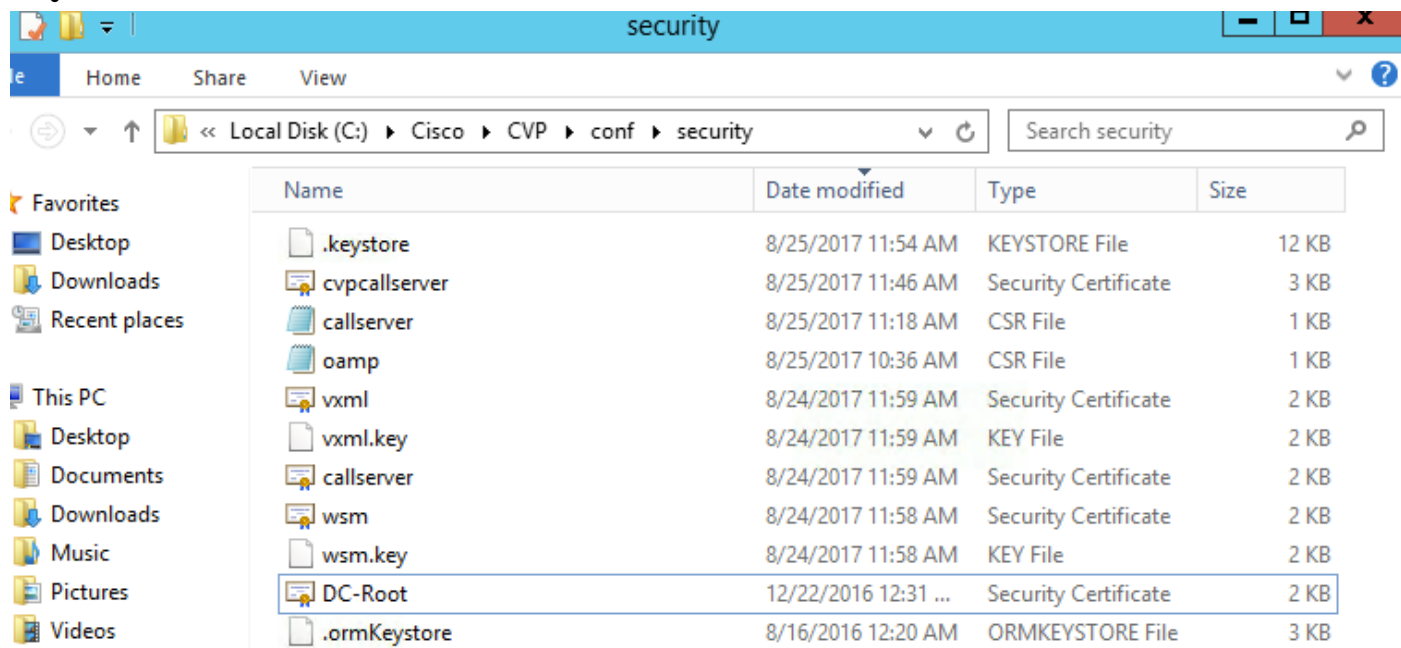 security
le Home Share View
« Local Disk (C:) Cisco CVP conf security Search security
Name Date modified Type Size
Favorites
Desktop .keystore 8/25/2017 11:54 AM KEYSTORE File 12 KB
Downloads cvpcallserver 8/25/2017 11:46 AM Security Certificate 3 KB
Recent places callserver 8/25/2017 11:18 AM CSR File 1 KB
oamp 8/25/2017 10:36 AM CSR File 1 KB
This PC vxml 8/24/2017 11:59 AM Security Certificate 2 KB
Desktop vxml.key 8/24/2017 11:59 AM KEY File 2 KB
Documents callserver 8/24/2017 11:59 AM Security Certificate 2 KB
Downloads wsm 8/24/2017 11:58 AM Security Certificate 2 KB
Music wsm.key 8/24/2017 11:58 AM KEY File 2 KB
Pictures DC-Root 12/22/2016 12:31 ... Security Certificate 2 KB
Videos .ormKeystore 8/16/2016 12:20 AM ORMKEYSTORE File 3 KB